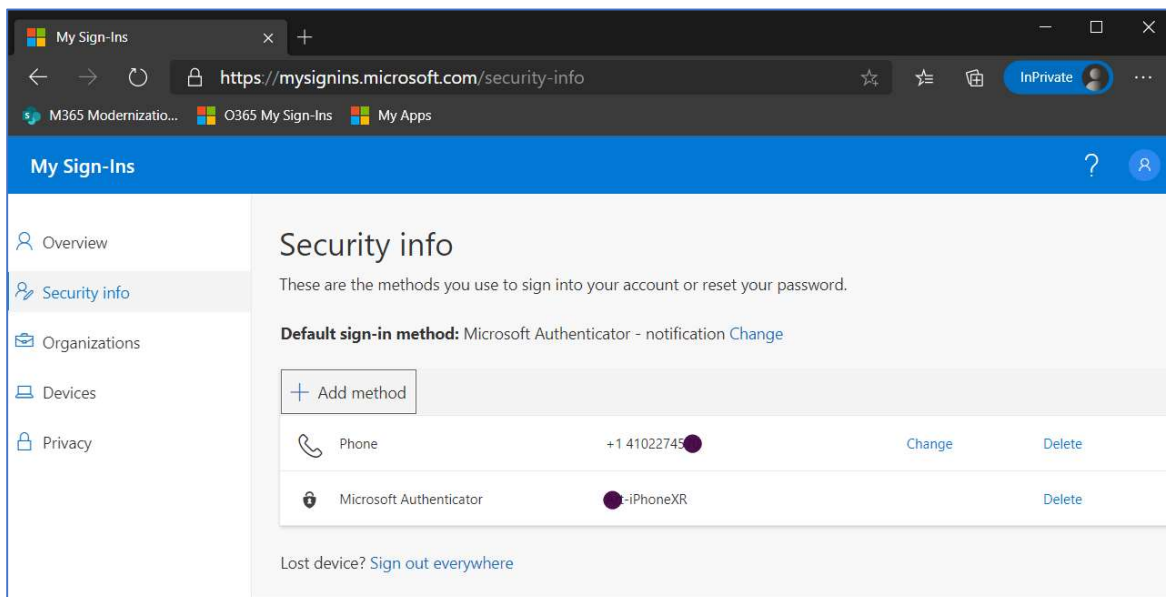 My Sign-Ins
https://mysignins.microsoft.com/security-info
InPrivate
M365 Modernizatio... O365 My Sign-Ins My Apps
My Sign-Ins ? R
Overview
Security info
Organizations
Devices
Privacy
Security info
These are the methods you use to sign into your account or reset your password.
Default sign-in method: Microsoft Authenticator - notification Change
+ Add method
Phone +1 41022745 Change Delete
Microsoft Authenticator t-iPhoneXR Delete
Lost device? Sign out everywhere